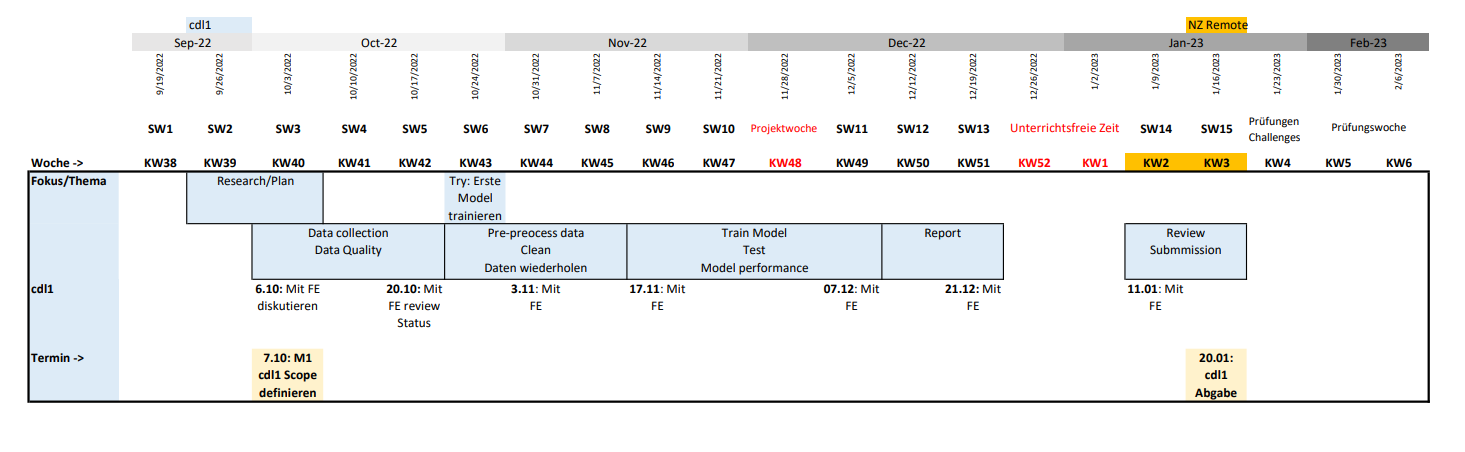 cdl1 NZ Remote
Sep-22 Oct-22 Nov-22 Dec-22 Jan-23 Feb-23
9/19/2022 9/26/2022 10/3/2022 10/10/2022 10/17/2022 10/24/2022 10/31/2022 11/7/2022 11/14/2022 11/21/2022 11/28/2022 12/5/2022 12/12/2022 12/19/2022 12/26/2022 1/2/2023 1/9/2023 1/16/2023 1/23/2023 1/30/2023 2/6/2023
SW1 SW2 SW3 SW4 SW5 SW6 SW7 SW8 SW9 SW10 Projektwoche SW11 SW12 SW13 Unterrichtsfreie Zeit SW14 SW15 Prüfungen Prüfungswoche
Challenges
Woche -> KW38 KW39 KW40 KW41 KW42 KW43 KW44 KW45 KW46 KW47 KW48 KW49 KW50 KW51 KW52 KW1 KW2 KW3 KW4 KW5 KW6
Fokus/Thema Research/Plan Try: Erste
Model
trainieren
Data collection Pre-preocess data Train Model Report Review
Data Quality Clean Test Submmission
Daten wiederholen Model performance
cdl1 6.10: Mit FE 20.10: Mit 3.11: Mit 17.11: Mit 07.12: Mit 21.12: Mit 11.01: Mit
diskutieren FE review FE FE FE FE FE
Status
Termin -> 7.10: M1 20.01:
cdl1 Scope cdl1
definieren Abgabe